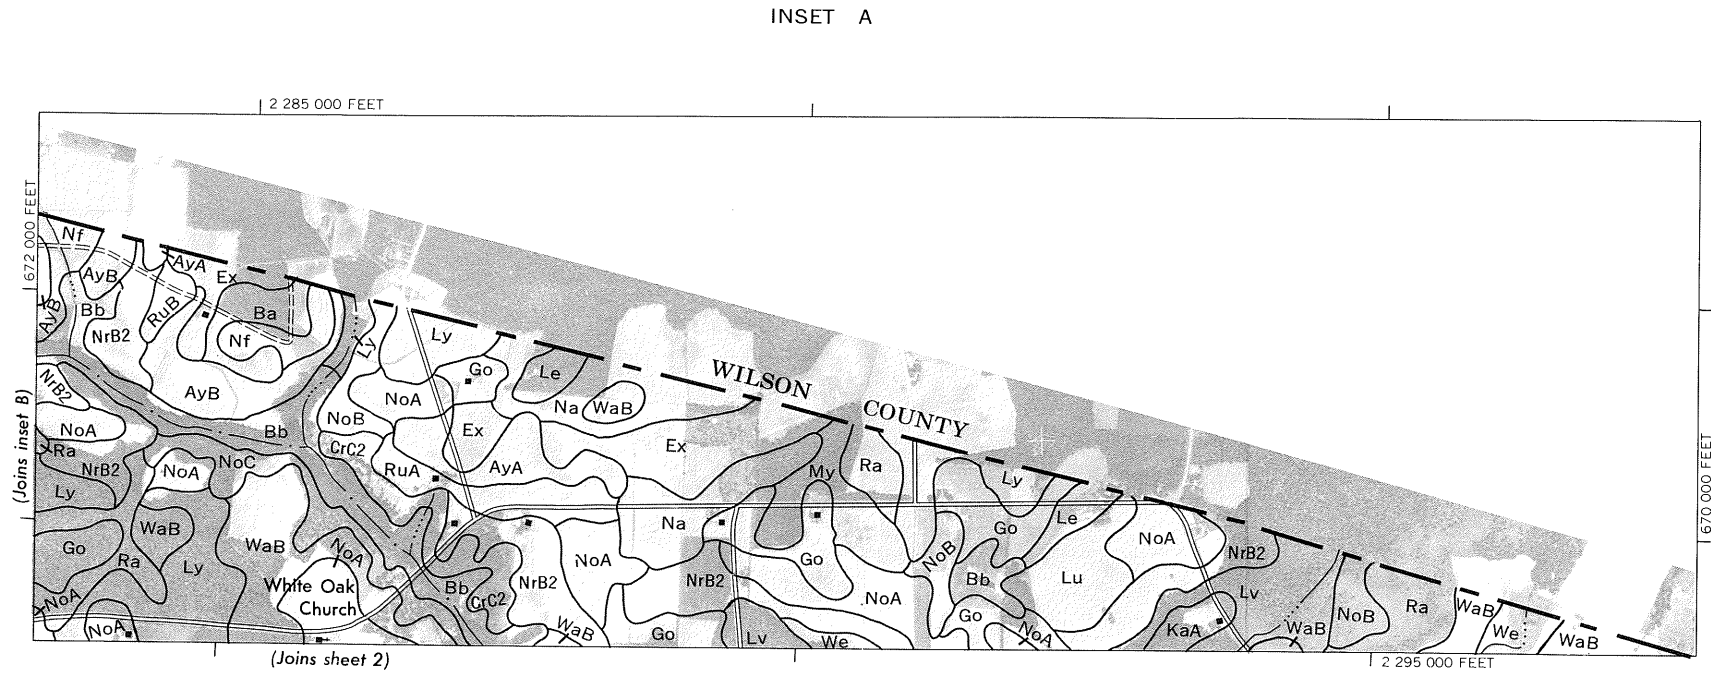 INSET A
2 285 000 FEET
672 000 FEET
Nf
AyA
Ex
AyB
Bb
AyB
RuB
Ba
NrB2
Nf
Ly
Ly
WILSON COUNTY
Go
Le
NrB2
AyB
NoA
Na
WaB
NoB
NoA
Bb
Ex
Ex
CrC2
Ra
NoA
NoC
RuA
AyA
My
Ra
NrB2
Ly
Ly
(Joins inset B)
670 000 FEET
WaB
Na
Go
Le
NoA
Go
Ra
Ly
WaB
NoA
NoA
Go
NoB
NrB2
White Oak
Church
Bb
NrB2
NrB2
Bb
Lu
Lv
NoA
CrC2
NoA
Ra
WaB
NoB
NoA
WaB
Go
Lv
We
Go
NoA
KaA
WaB
We
WaB
(Joins sheet 2)
2 295 000 FEET